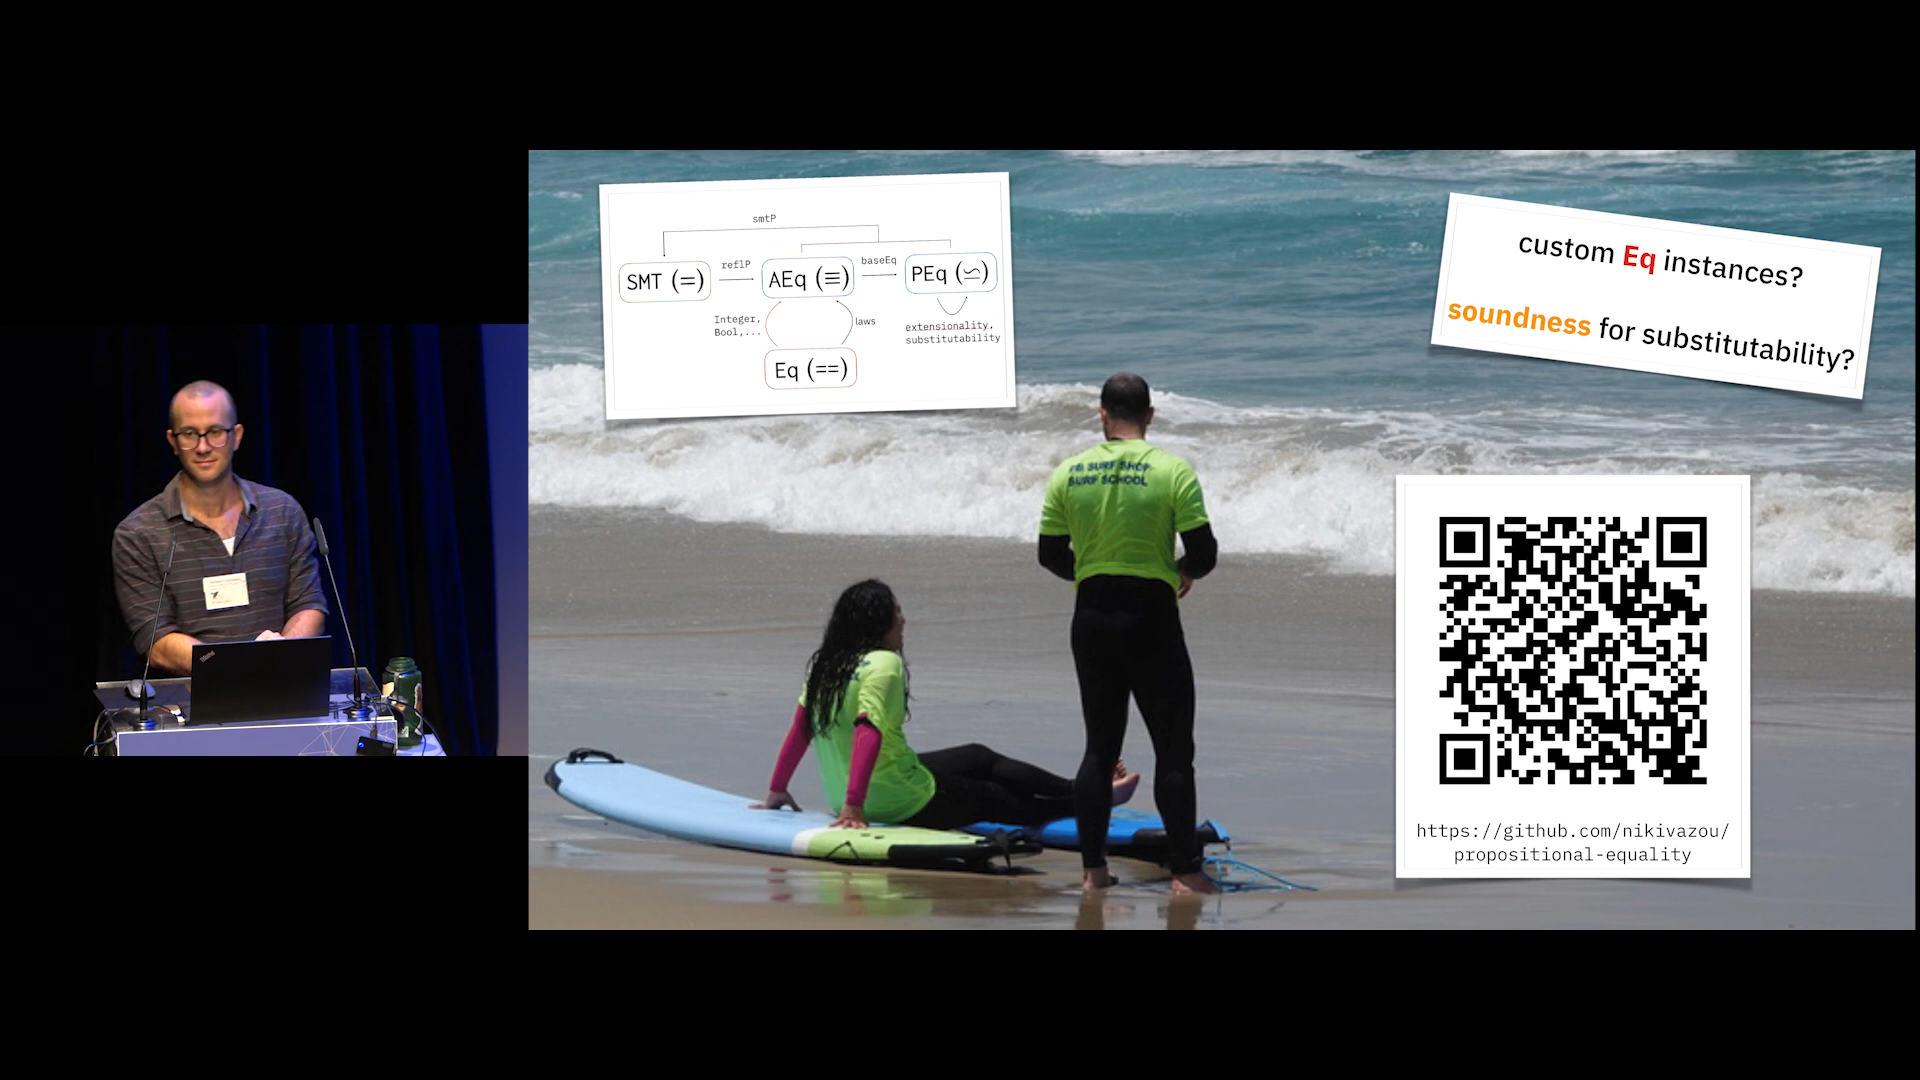 smtP
SMT (=)
reflP
AEq (≡)
baseEq
PEq (≃)
Integer,
Bool,...
laws
extensionality,
substitutability
Eq (==)
custom Eq instances?
soundness for substitutability?
SURF SHOP
SURF SCHOOL
https://github.com/nikivazou/
propositional-equality